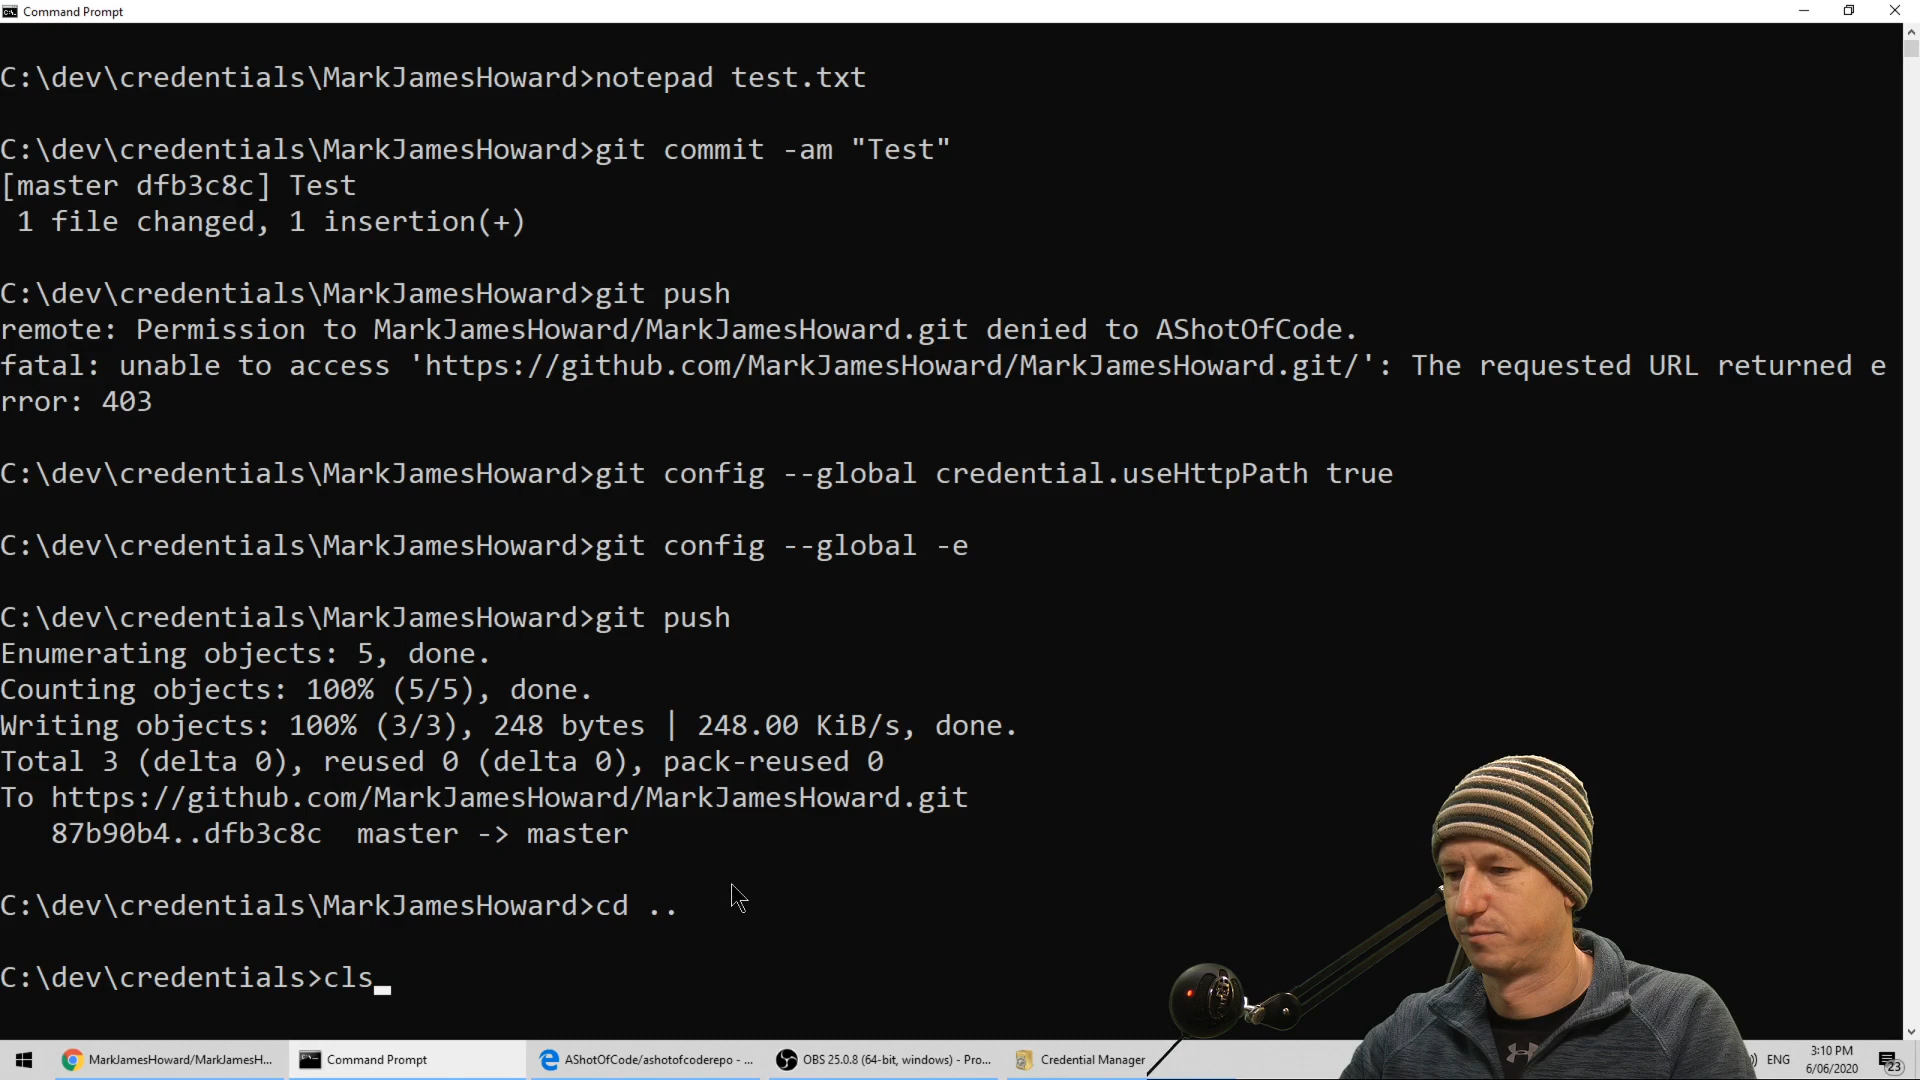 Command Prompt
C:\dev\credentials\MarkJamesHoward>notepad test.txt
C:\dev\credentials\MarkJamesHoward>git commit -am "Test"
[master dfb3c8c] Test
 1 file changed, 1 insertion(+)
C:\dev\credentials\MarkJamesHoward>git push
remote: Permission to MarkJamesHoward/MarkJamesHoward.git denied to AShotOfCode.
fatal: unable to access 'https://github.com/MarkJamesHoward/MarkJamesHoward.git/': The requested URL returned e
rror: 403
C:\dev\credentials\MarkJamesHoward>git config --global credential.useHttpPath true
C:\dev\credentials\MarkJamesHoward>git config --global -e
C:\dev\credentials\MarkJamesHoward>git push
Enumerating objects: 5, done.
Counting objects: 100% (5/5), done.
Writing objects: 100% (3/3), 248 bytes | 248.00 KiB/s, done.
Total 3 (delta 0), reused 0 (delta 0), pack-reused 0
To https://github.com/MarkJamesHoward/MarkJamesHoward.git
   87b90b4..dfb3c8c  master -> master
C:\dev\credentials\MarkJamesHoward>cd ..
C:\dev\credentials>cls
MarkJamesHoward/MarkJamesH...
Command Prompt
AShotOfCode/ashotofcoderepo - ...
OBS 25.0.8 (64-bit, windows) - Pro...
Credential Manager
ENG
3:10 PM
6/06/2020
23